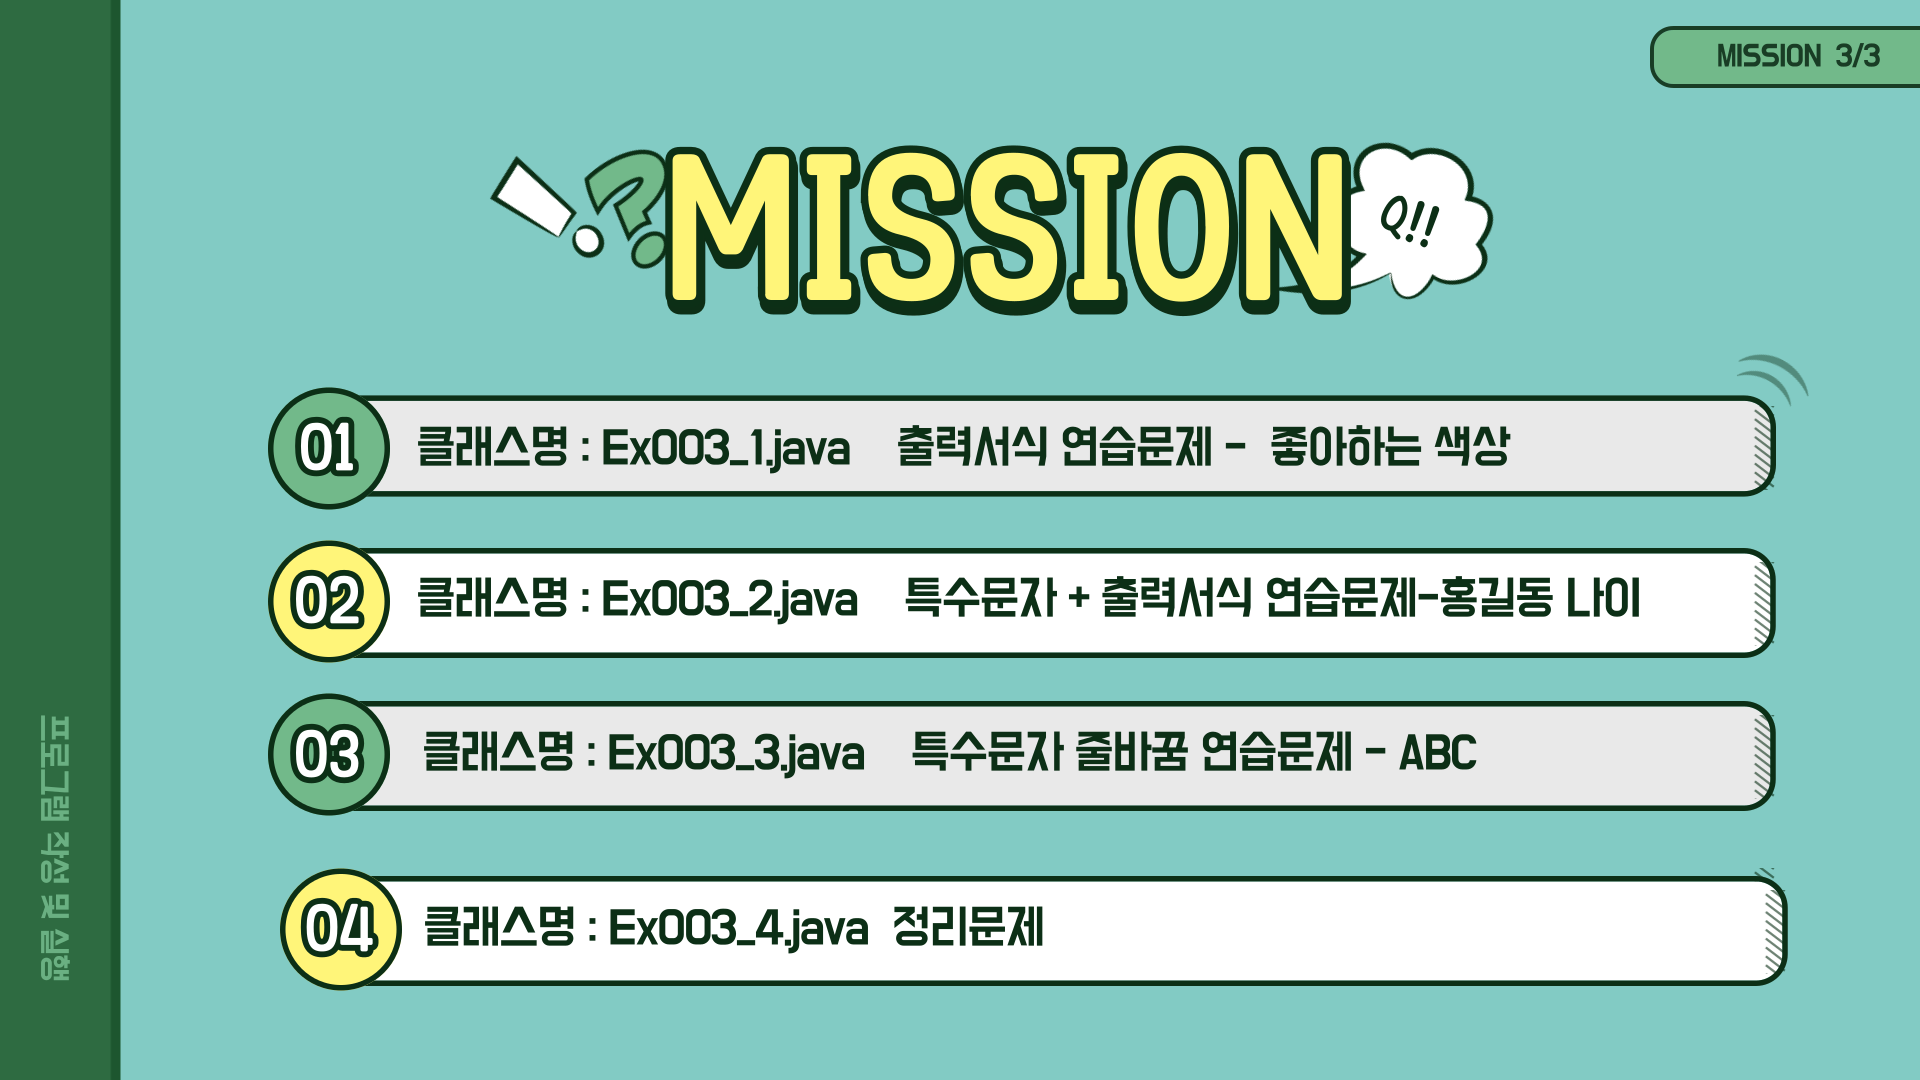 MISSION 3/3
MISSION
Q!!
01 클래스명 : Ex003_1.java 출력서식 연습문제 - 좋아하는 색상
02 클래스명 : Ex003_2.java 특수문자 + 출력서식 연습문제-홍길동 나이
03 클래스명 : Ex003_3.java 특수문자 줄바꿈 연습문제 - ABC
04 클래스명 : Ex003_4.java 정리문제
프로그램 작성 및 실행